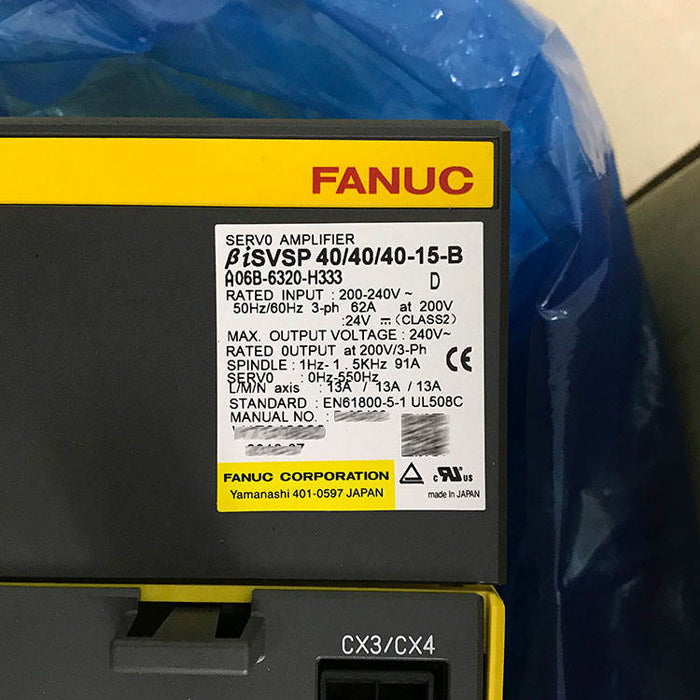 FANUC
SERVO AMPLIFIER
βiSVSP 40/40/40-15-B
A06B-6320-H333 D
RATED INPUT : 200-240V ~
50Hz/60Hz 3-ph 62A at 200V
:24V ⎓ (CLASS2)
MAX. OUTPUT VOLTAGE : 240V~
RATED OUTPUT at 200V/3-Ph
SPINDLE : 1Hz-1.5KHz 91A
SERVO : 0Hz-550Hz
L/M/N axis : 13A / 13A / 13A
CE
STANDARD : EN61800-5-1 UL508C
MANUAL NO. :
FANUC CORPORATION
Yamanashi 401-0597 JAPAN
c RU US
made in JAPAN
CX3/CX4